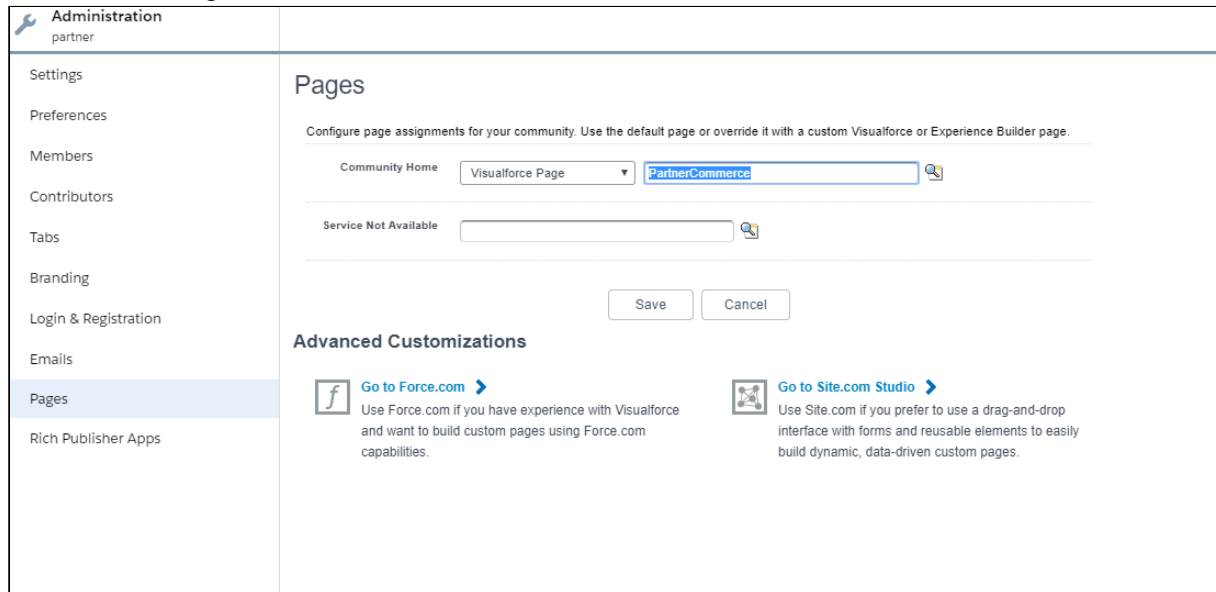 Administration
partner
Settings
Preferences
Members
Contributors
Tabs
Branding
Login & Registration
Emails
Pages
Rich Publisher Apps
Pages
Configure page assignments for your community. Use the default page or override it with a custom Visualforce or Experience Builder page.
Community Home Visualforce Page PartnerCommerce
Service Not Available
Save Cancel
Advanced Customizations
Go to Force.com
Use Force.com if you have experience with Visualforce
and want to build custom pages using Force.com
capabilities.
Go to Site.com Studio
Use Site.com if you prefer to use a drag-and-drop
interface with forms and reusable elements to easily
build dynamic, data-driven custom pages.